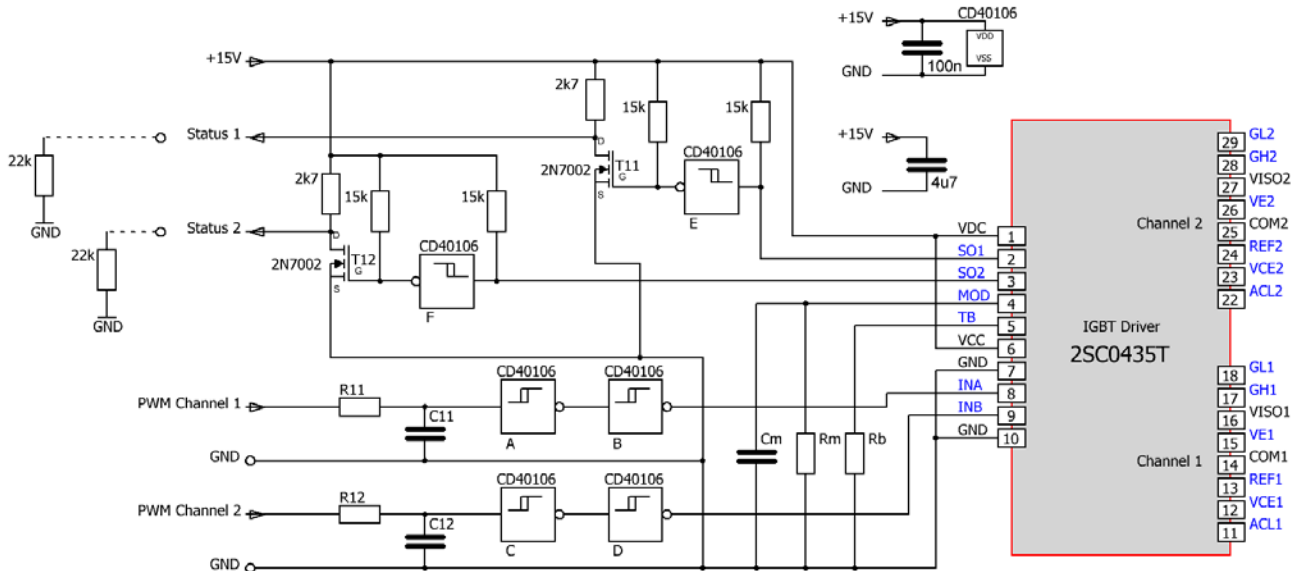 +15V
CD40106
VDD
VSS
GND
100n
+15V
2k7
15k
15k
Status 1
22k
GND
D
2N7002
T11
G
S
CD40106
E
+15V
GND
4u7
2k7
15k
15k
Status 2
22k
GND
D
2N7002
T12
G
S
CD40106
F
VDC
1
SO1
2
SO2
3
MOD
4
TB
5
VCC
6
GND
7
INA
8
INB
9
GND
10
Channel 2
IGBT Driver
2SC0435T
Channel 1
29
GL2
28
GH2
27
VISO2
26
VE2
25
COM2
24
REF2
23
VCE2
22
ACL2
18
GL1
17
GH1
16
VISO1
15
VE1
14
COM1
13
REF1
12
VCE1
11
ACL1
PWM Channel 1
R11
C11
CD40106
A
CD40106
B
GND
Cm
Rm
Rb
PWM Channel 2
R12
C12
CD40106
C
CD40106
D
GND